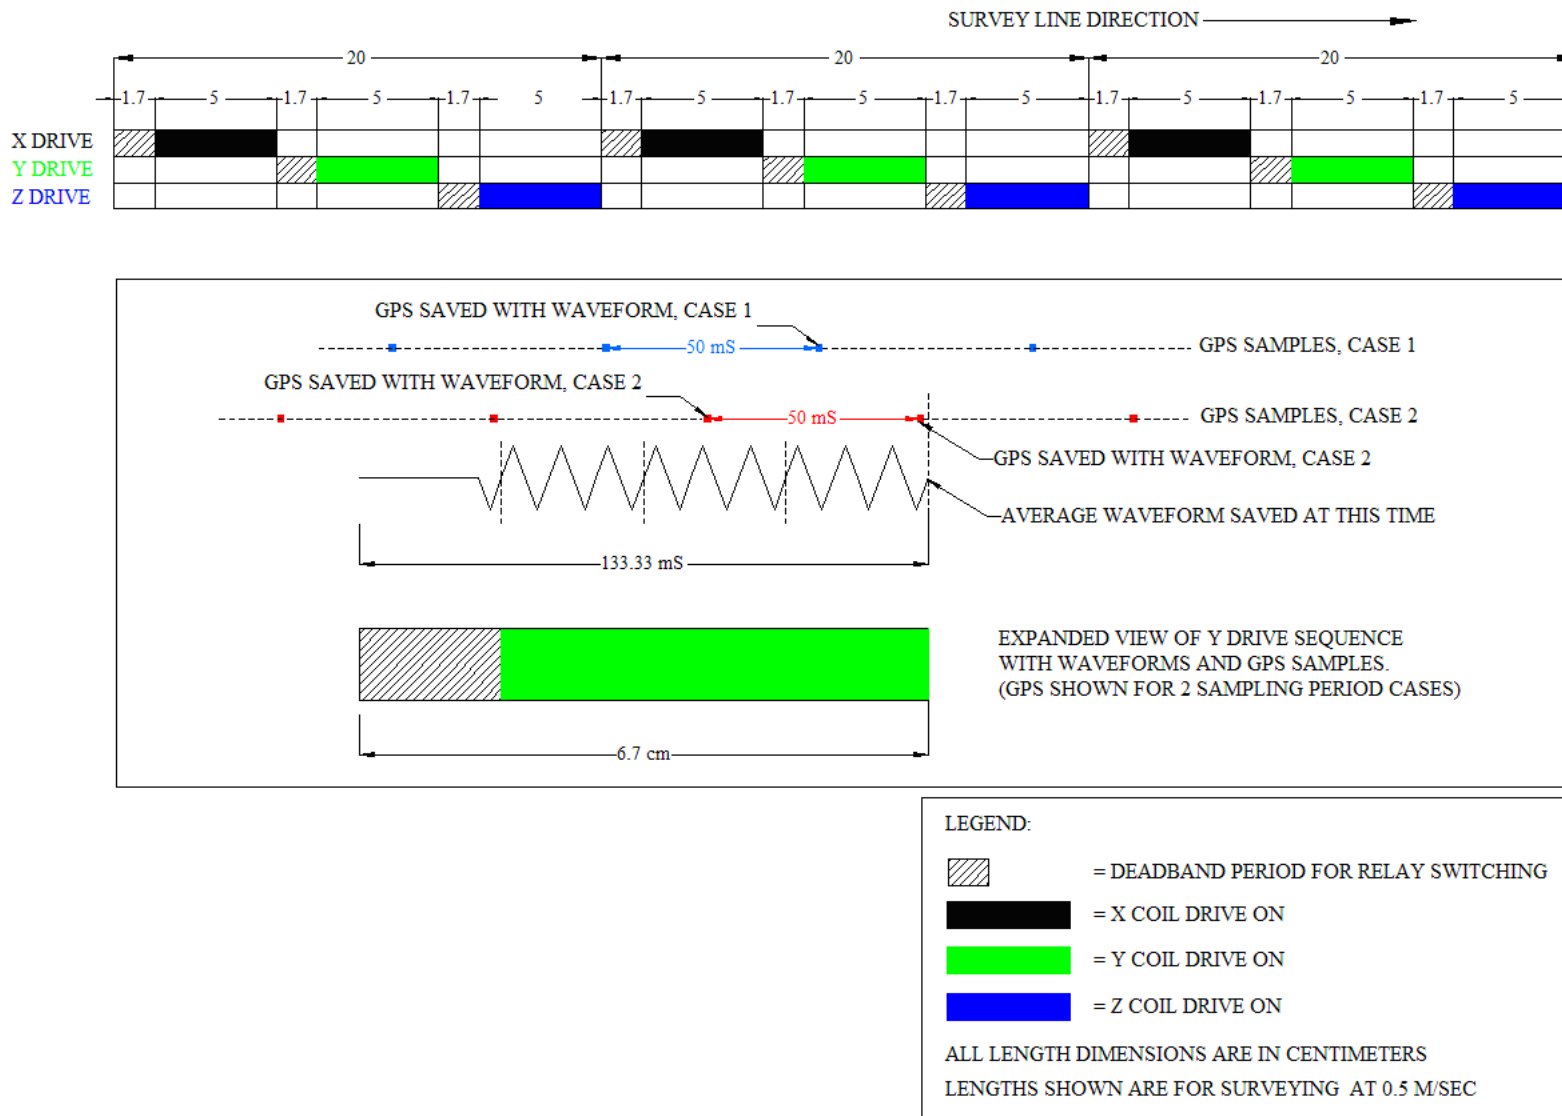 SURVEY LINE DIRECTION
20 20 20
1.7 5 1.7 5 1.7 5 1.7 5 1.7 5 1.7 5 1.7 5 1.7 5 1.7 5
X DRIVE
Y DRIVE
Z DRIVE
GPS SAVED WITH WAVEFORM, CASE 1
50 mS
GPS SAMPLES, CASE 1
GPS SAVED WITH WAVEFORM, CASE 2
50 mS
GPS SAMPLES, CASE 2
GPS SAVED WITH WAVEFORM, CASE 2
AVERAGE WAVEFORM SAVED AT THIS TIME
133.33 mS
EXPANDED VIEW OF Y DRIVE SEQUENCE
WITH WAVEFORMS AND GPS SAMPLES.
(GPS SHOWN FOR 2 SAMPLING PERIOD CASES)
6.7 cm
LEGEND:
= DEADBAND PERIOD FOR RELAY SWITCHING
= X COIL DRIVE ON
= Y COIL DRIVE ON
= Z COIL DRIVE ON
ALL LENGTH DIMENSIONS ARE IN CENTIMETERS
LENGTHS SHOWN ARE FOR SURVEYING AT 0.5 M/SEC